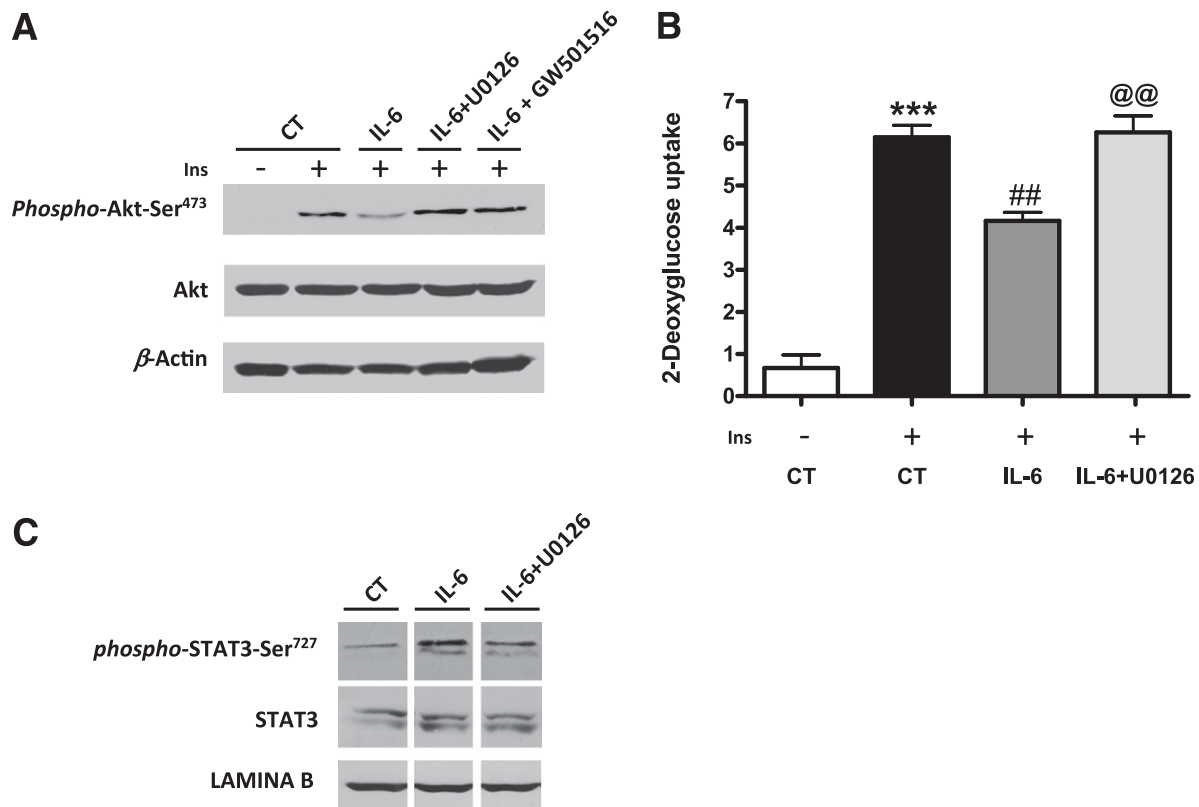 A
CT
IL-6
IL-6+U0126
IL-6 + GW501516
Ins - + + + +
Phospho-Akt-Ser473
Akt
β-Actin
B
2-Deoxyglucose uptake
7
6
5
4
3
2
1
0
***
##
@@
Ins - + + +
CT CT IL-6 IL-6+U0126
C
CT
IL-6
IL-6+U0126
phospho-STAT3-Ser727
STAT3
LAMINA B